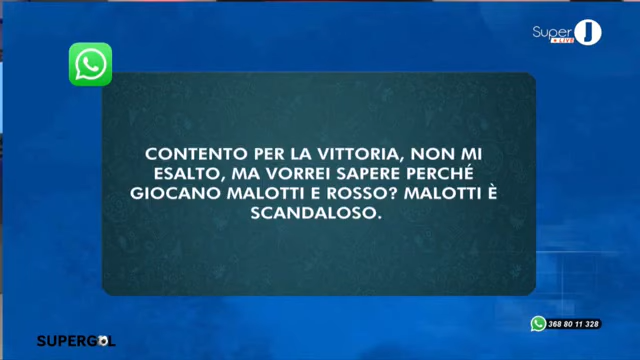 Super J
LIVE
CONTENTO PER LA VITTORIA, NON MI
ESALTO, MA VORREI SAPERE PERCHÉ
GIOCANO MALOTTI E ROSSO? MALOTTI È
SCANDALOSO.
SUPERGOL
368 80 11 328